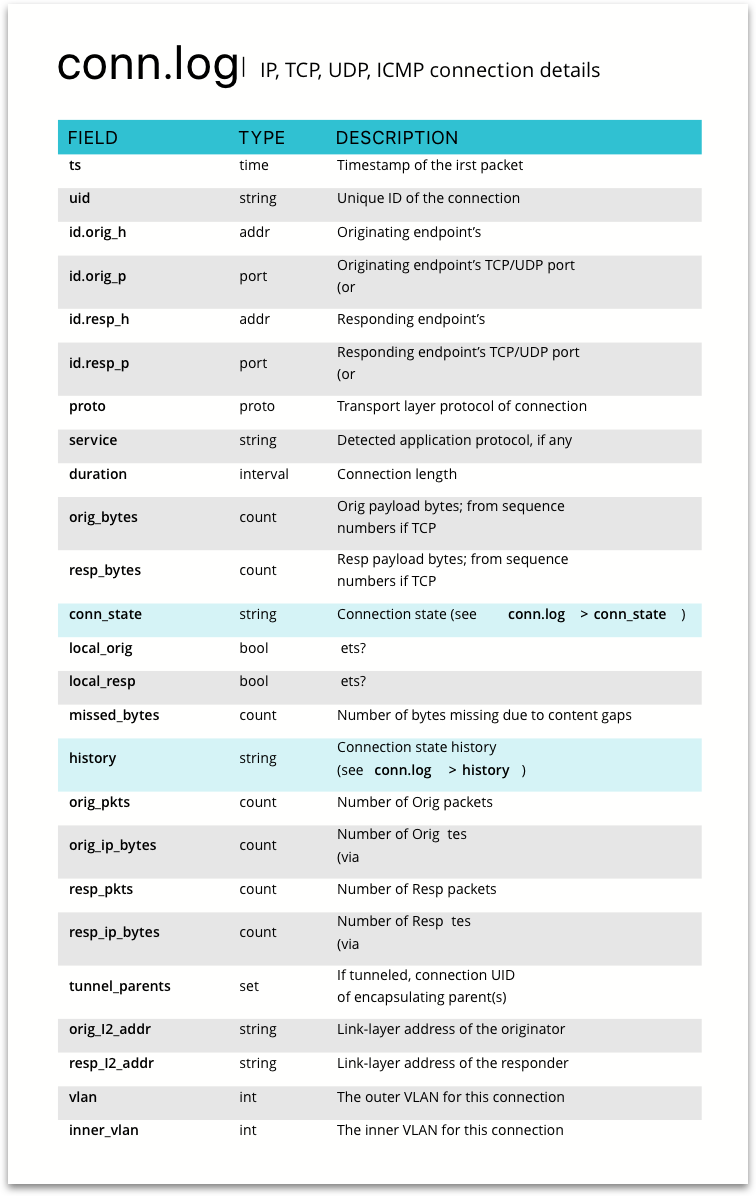 conn.log| IP, TCP, UDP, ICMP connection details
FIELD TYPE DESCRIPTION
ts time Timestamp of the irst packet
uid string Unique ID of the connection
id.orig_h addr Originating endpoint’s
id.orig_p port Originating endpoint’s TCP/UDP port
(or
id.resp_h addr Responding endpoint’s
id.resp_p port Responding endpoint’s TCP/UDP port
(or
proto proto Transport layer protocol of connection
service string Detected application protocol, if any
duration interval Connection length
orig_bytes count Orig payload bytes; from sequence
numbers if TCP
resp_bytes count Resp payload bytes; from sequence
numbers if TCP
conn_state string Connection state (see conn.log > conn_state )
local_orig bool ets?
local_resp bool ets?
missed_bytes count Number of bytes missing due to content gaps
history string Connection state history
(see conn.log > history )
orig_pkts count Number of Orig packets
orig_ip_bytes count Number of Orig tes
(via
resp_pkts count Number of Resp packets
resp_ip_bytes count Number of Resp tes
(via
tunnel_parents set If tunneled, connection UID
of encapsulating parent(s)
orig_l2_addr string Link-layer address of the originator
resp_l2_addr string Link-layer address of the responder
vlan int The outer VLAN for this connection
inner_vlan int The inner VLAN for this connection